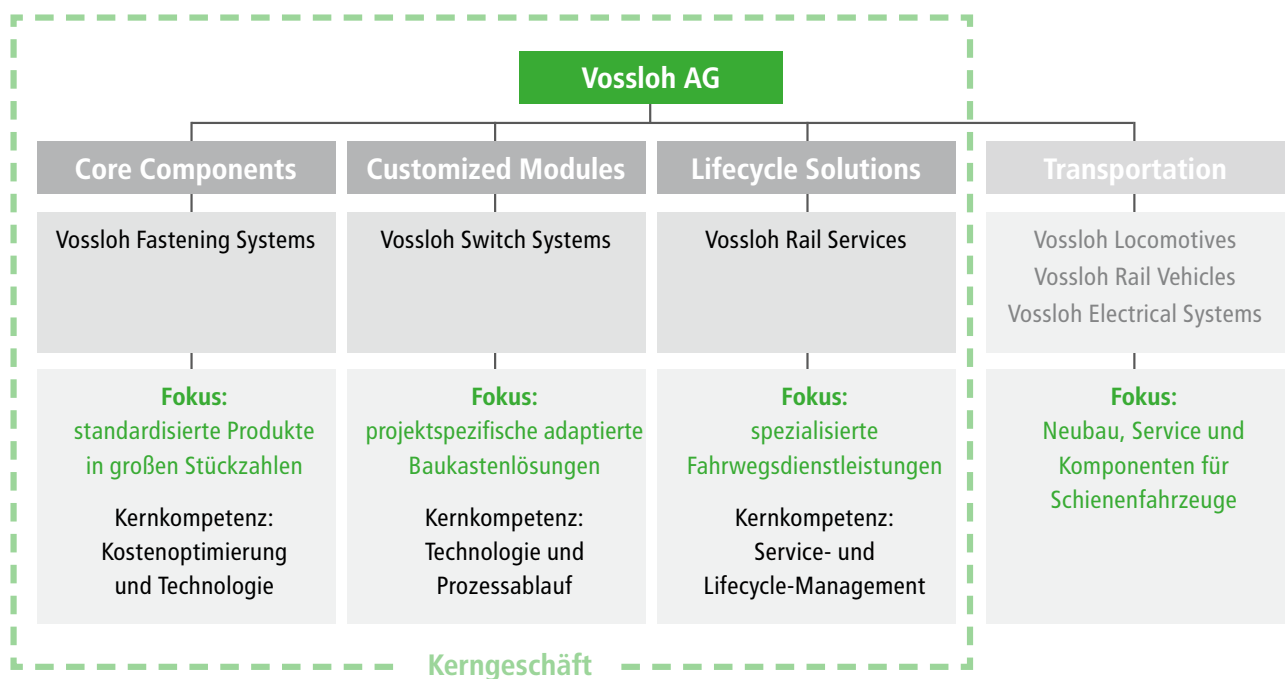 Vossloh AG
Core Components
Vossloh Fastening Systems
Fokus:
standardisierte Produkte
in großen Stückzahlen
Kernkompetenz:
Kostenoptimierung
und Technologie
Customized Modules
Vossloh Switch Systems
Fokus:
projektspezifische adaptierte
Baukastenlösungen
Kernkompetenz:
Technologie und
Prozessablauf
Lifecycle Solutions
Vossloh Rail Services
Fokus:
spezialisierte
Fahrwegsdienstleistungen
Kernkompetenz:
Service- und
Lifecycle-Management
Transportation
Vossloh Locomotives
Vossloh Rail Vehicles
Vossloh Electrical Systems
Fokus:
Neubau, Service und
Komponenten für
Schienenfahrzeuge
Kerngeschäft